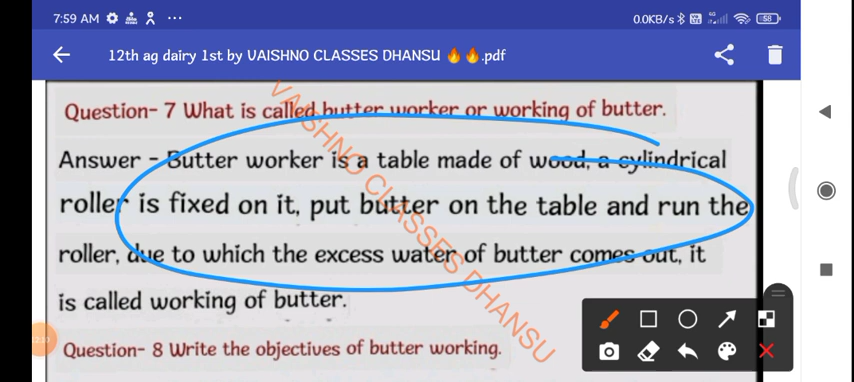 7:59 AM
0.0KB/s 58
12th ag dairy 1st by VAISHNO CLASSES DHANSU 🔥🔥.pdf
Question- 7 What is called butter worker or working of butter.
Answer - Butter worker is a table made of wood, a cylindrical
roller is fixed on it, put butter on the table and run the
roller, due to which the excess water of butter comes out, it
is called working of butter.
Question- 8 Write the objectives of butter working.
VAISHNO CLASSES DHANSU